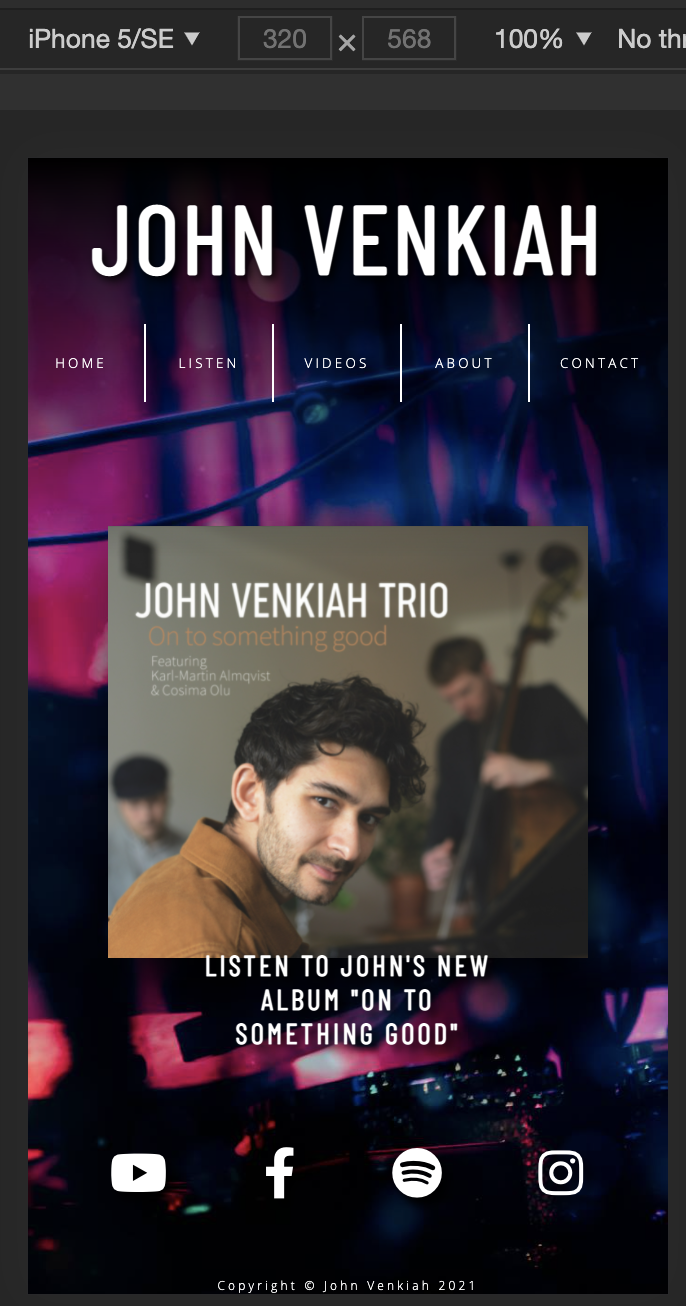 iPhone 5/SE ▼ 320 × 568 100% ▼ No thr
JOHN VENKIAH
HOME LISTEN VIDEOS ABOUT CONTACT
JOHN VENKIAH TRIO
On to something good
Featuring
Karl-Martin Almqvist
& Cosima Olu
LISTEN TO JOHN'S NEW
ALBUM "ON TO
SOMETHING GOOD"
Copyright © John Venkiah 2021